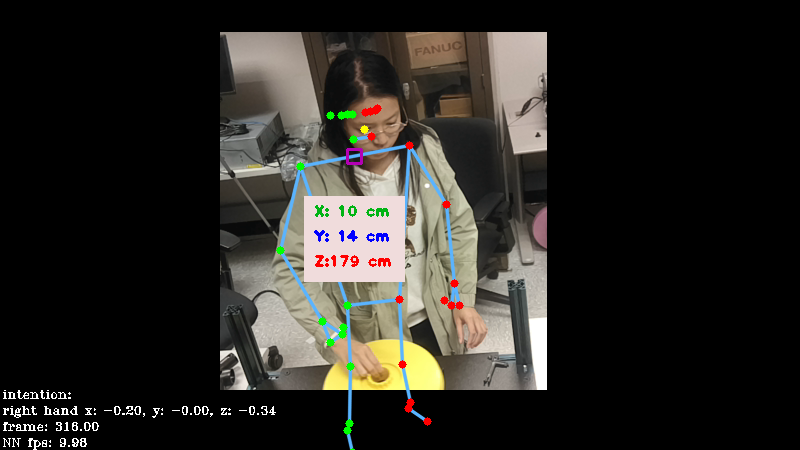 FANUC
X: 10 cm
Y: 14 cm
Z:179 cm
intention:
right hand x: -0.20, y: -0.00, z: -0.34
frame: 316.00
NN fps: 9.98